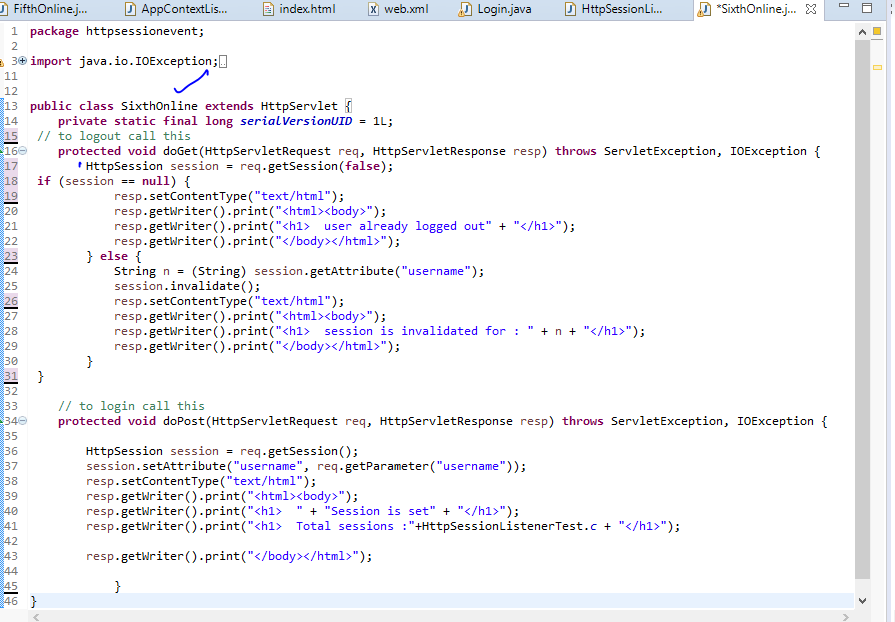 FifthOnline.j... AppContextLis... index.html web.xml Login.java HttpSessionLi... *SixthOnline.j...
1 package httpsessionevent;
2
3 import java.io.IOException;
11
12
13 public class SixthOnline extends HttpServlet {
14 private static final long serialVersionUID = 1L;
15 // to logout call this
16 protected void doGet(HttpServletRequest req, HttpServletResponse resp) throws ServletException, IOException {
17 HttpSession session = req.getSession(false);
18 if (session == null) {
19 resp.setContentType("text/html");
20 resp.getWriter().print("<html><body>");
21 resp.getWriter().print("<h1>  user already logged out" + "</h1>");
22 resp.getWriter().print("</body></html>");
23 } else {
24 String n = (String) session.getAttribute("username");
25 session.invalidate();
26 resp.setContentType("text/html");
27 resp.getWriter().print("<html><body>");
28 resp.getWriter().print("<h1>  session is invalidated for : " + n + "</h1>");
29 resp.getWriter().print("</body></html>");
30 }
31 }
32
33 // to login call this
34 protected void doPost(HttpServletRequest req, HttpServletResponse resp) throws ServletException, IOException {
35
36 HttpSession session = req.getSession();
37 session.setAttribute("username", req.getParameter("username"));
38 resp.setContentType("text/html");
39 resp.getWriter().print("<html><body>");
40 resp.getWriter().print("<h1>  " + "Session is set" + "</h1>");
41 resp.getWriter().print("<h1>  Total sessions :"+HttpSessionListenerTest.c + "</h1>");
42
43 resp.getWriter().print("</body></html>");
44
45 }
46 }